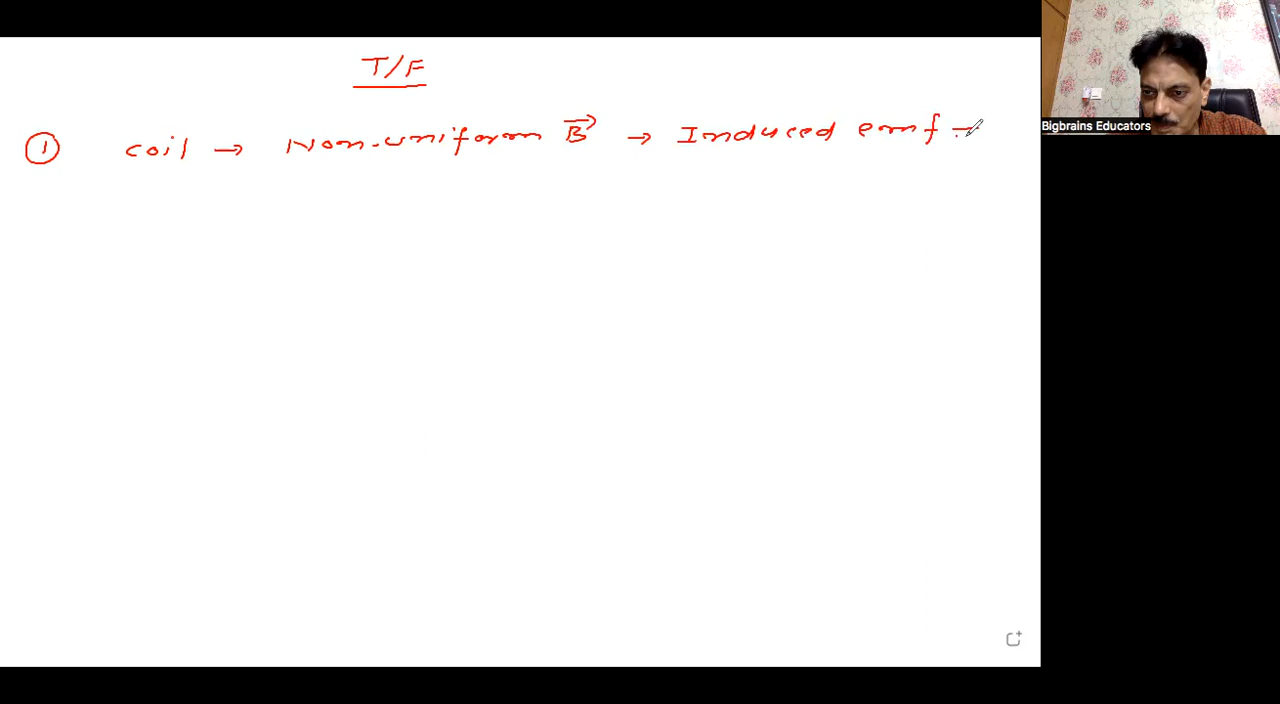 T/F
① coil → Non-uniform B⃗ → Induced emf
Bigbrains Educators